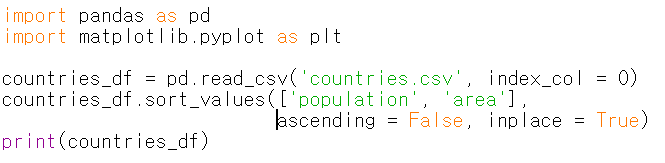 import pandas as pd
import matplotlib.pyplot as plt
countries_df = pd.read_csv('countries.csv', index_col = 0)
countries_df.sort_values(['population', 'area'],
ascending = False, inplace = True)
print(countries_df)